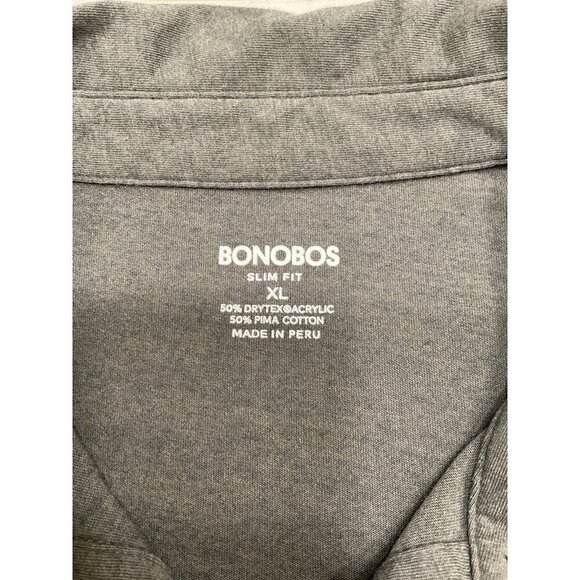 BONOBOS
SLIM FIT
XL
50% DRYTEX®ACRYLIC
50% PIMA COTTON
MADE IN PERU